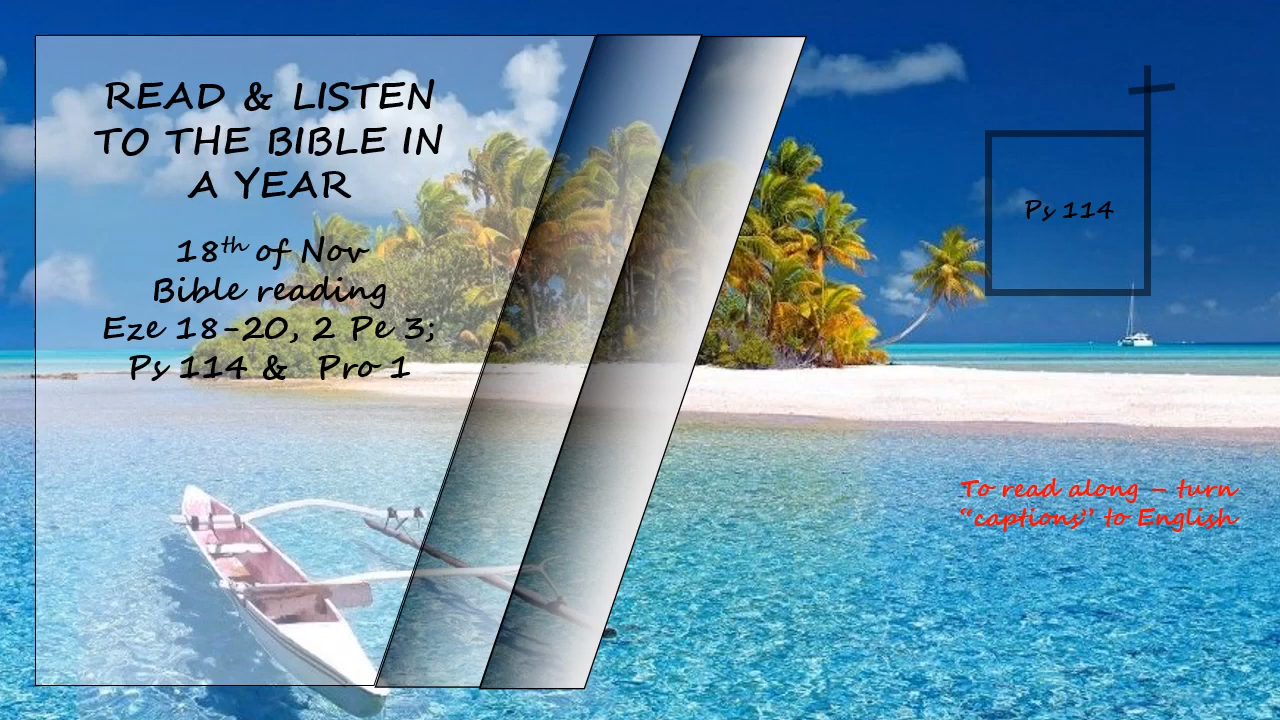 READ & LISTEN
TO THE BIBLE IN
A YEAR
18th of Nov
Bible reading
Eze 18-20, 2 Pe 3;
Ps 114 & Pro 1
Ps 114
To read along – turn
“captions” to English